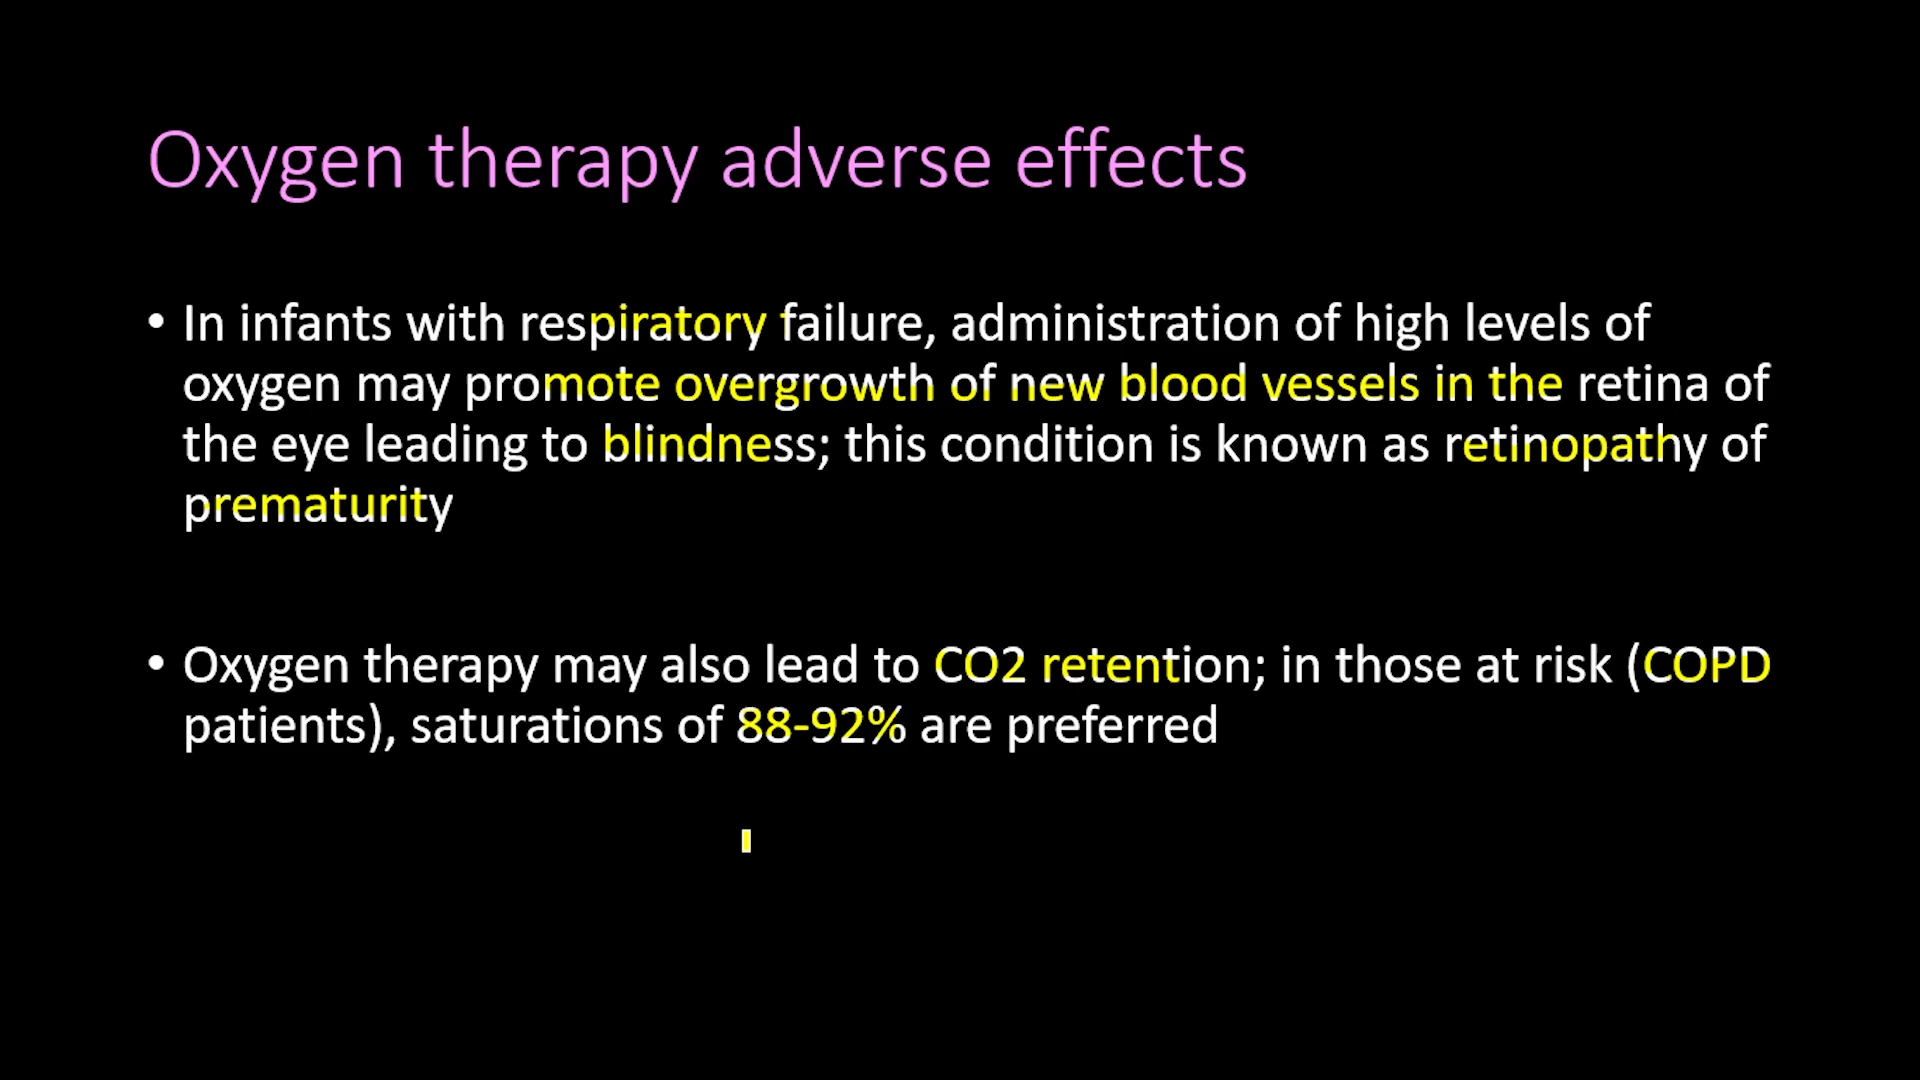 Oxygen therapy adverse effects
• In infants with respiratory failure, administration of high levels of
oxygen may promote overgrowth of new blood vessels in the retina of
the eye leading to blindness; this condition is known as retinopathy of
prematurity
• Oxygen therapy may also lead to CO2 retention; in those at risk (COPD
patients), saturations of 88-92% are preferred